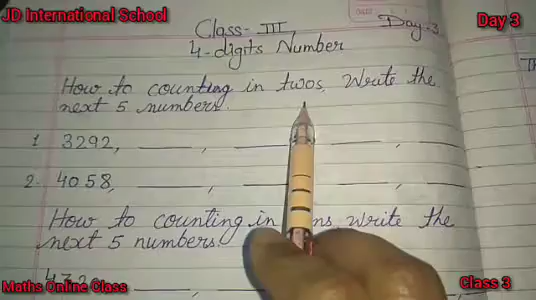 JD International School
Class-III
Day-3
Day 3
4-digits Number
How to counting in twos. Write the
next 5 numbers.
1 3292,
2. 4058,
How to counting in ns, Write the
next 5 numbers.
Maths Online Class
Class 3